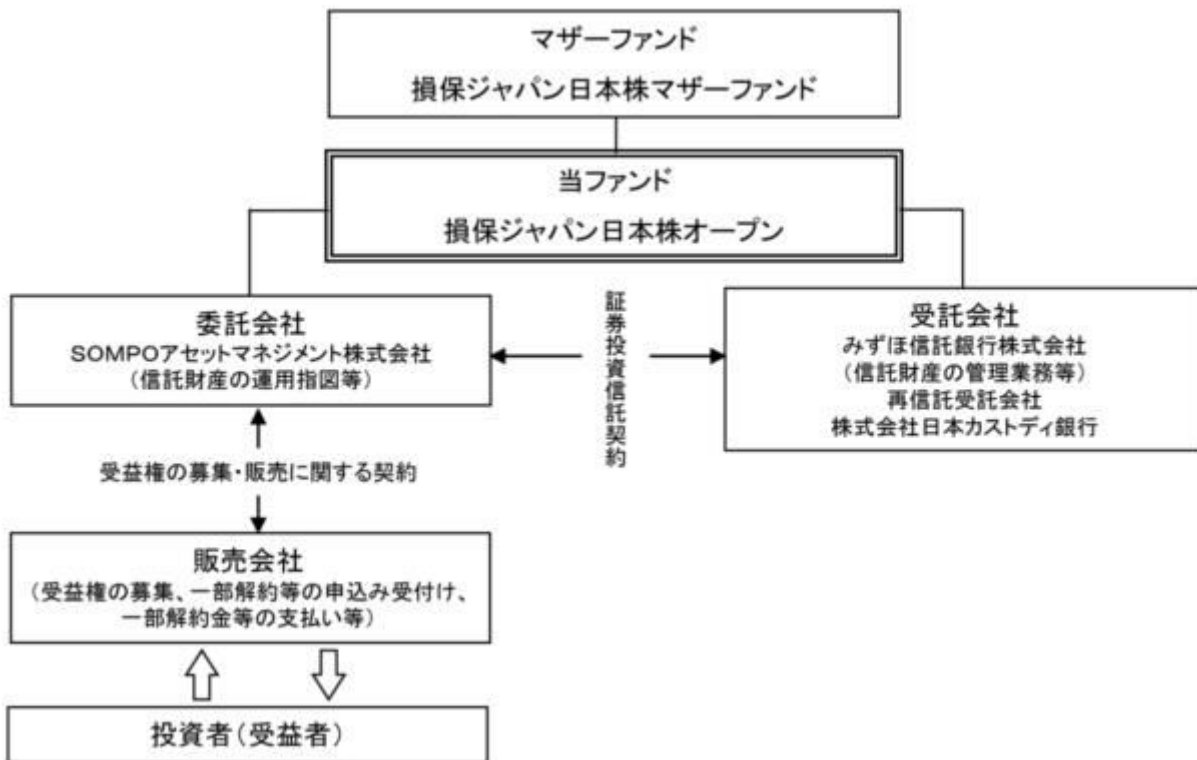 マザーファンド
損保ジャパン日本株マザーファンド
当ファンド
損保ジャパン日本株オープン
委託会社
SOMPOアセットマネジメント株式会社
(信託財産の運用指図等)
証券投資信託契約
受託会社
みずほ信託銀行株式会社
(信託財産の管理業務等)
再信託受託会社
株式会社日本カストディ銀行
受益権の募集・販売に関する契約
販売会社
(受益権の募集、一部解約等の申込み受付け、
一部解約金等の支払い等)
投資者(受益者)